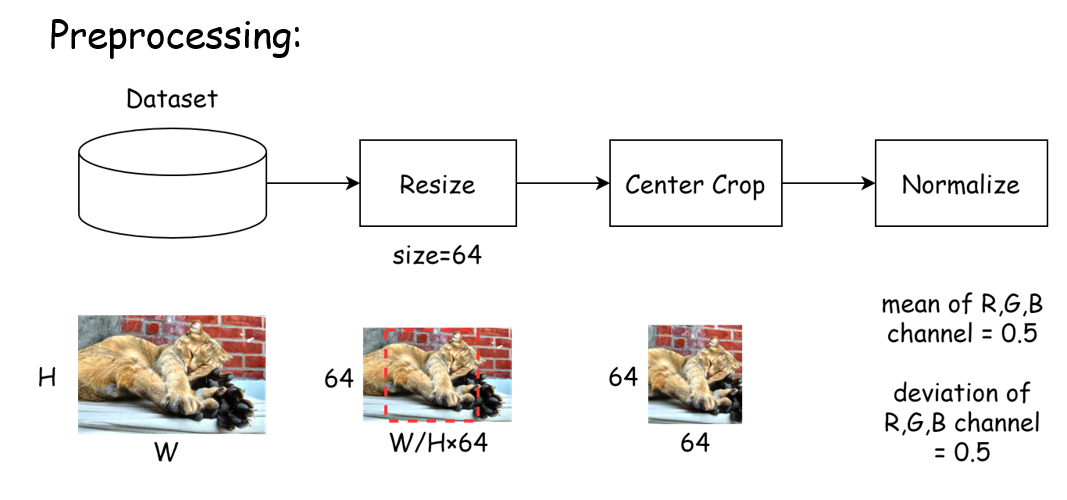 Preprocessing:
Dataset
Resize
Center Crop
Normalize
size=64
H
W
64
W/H×64
64
64
mean of R,G,B
channel = 0.5
deviation of
R,G,B channel
= 0.5